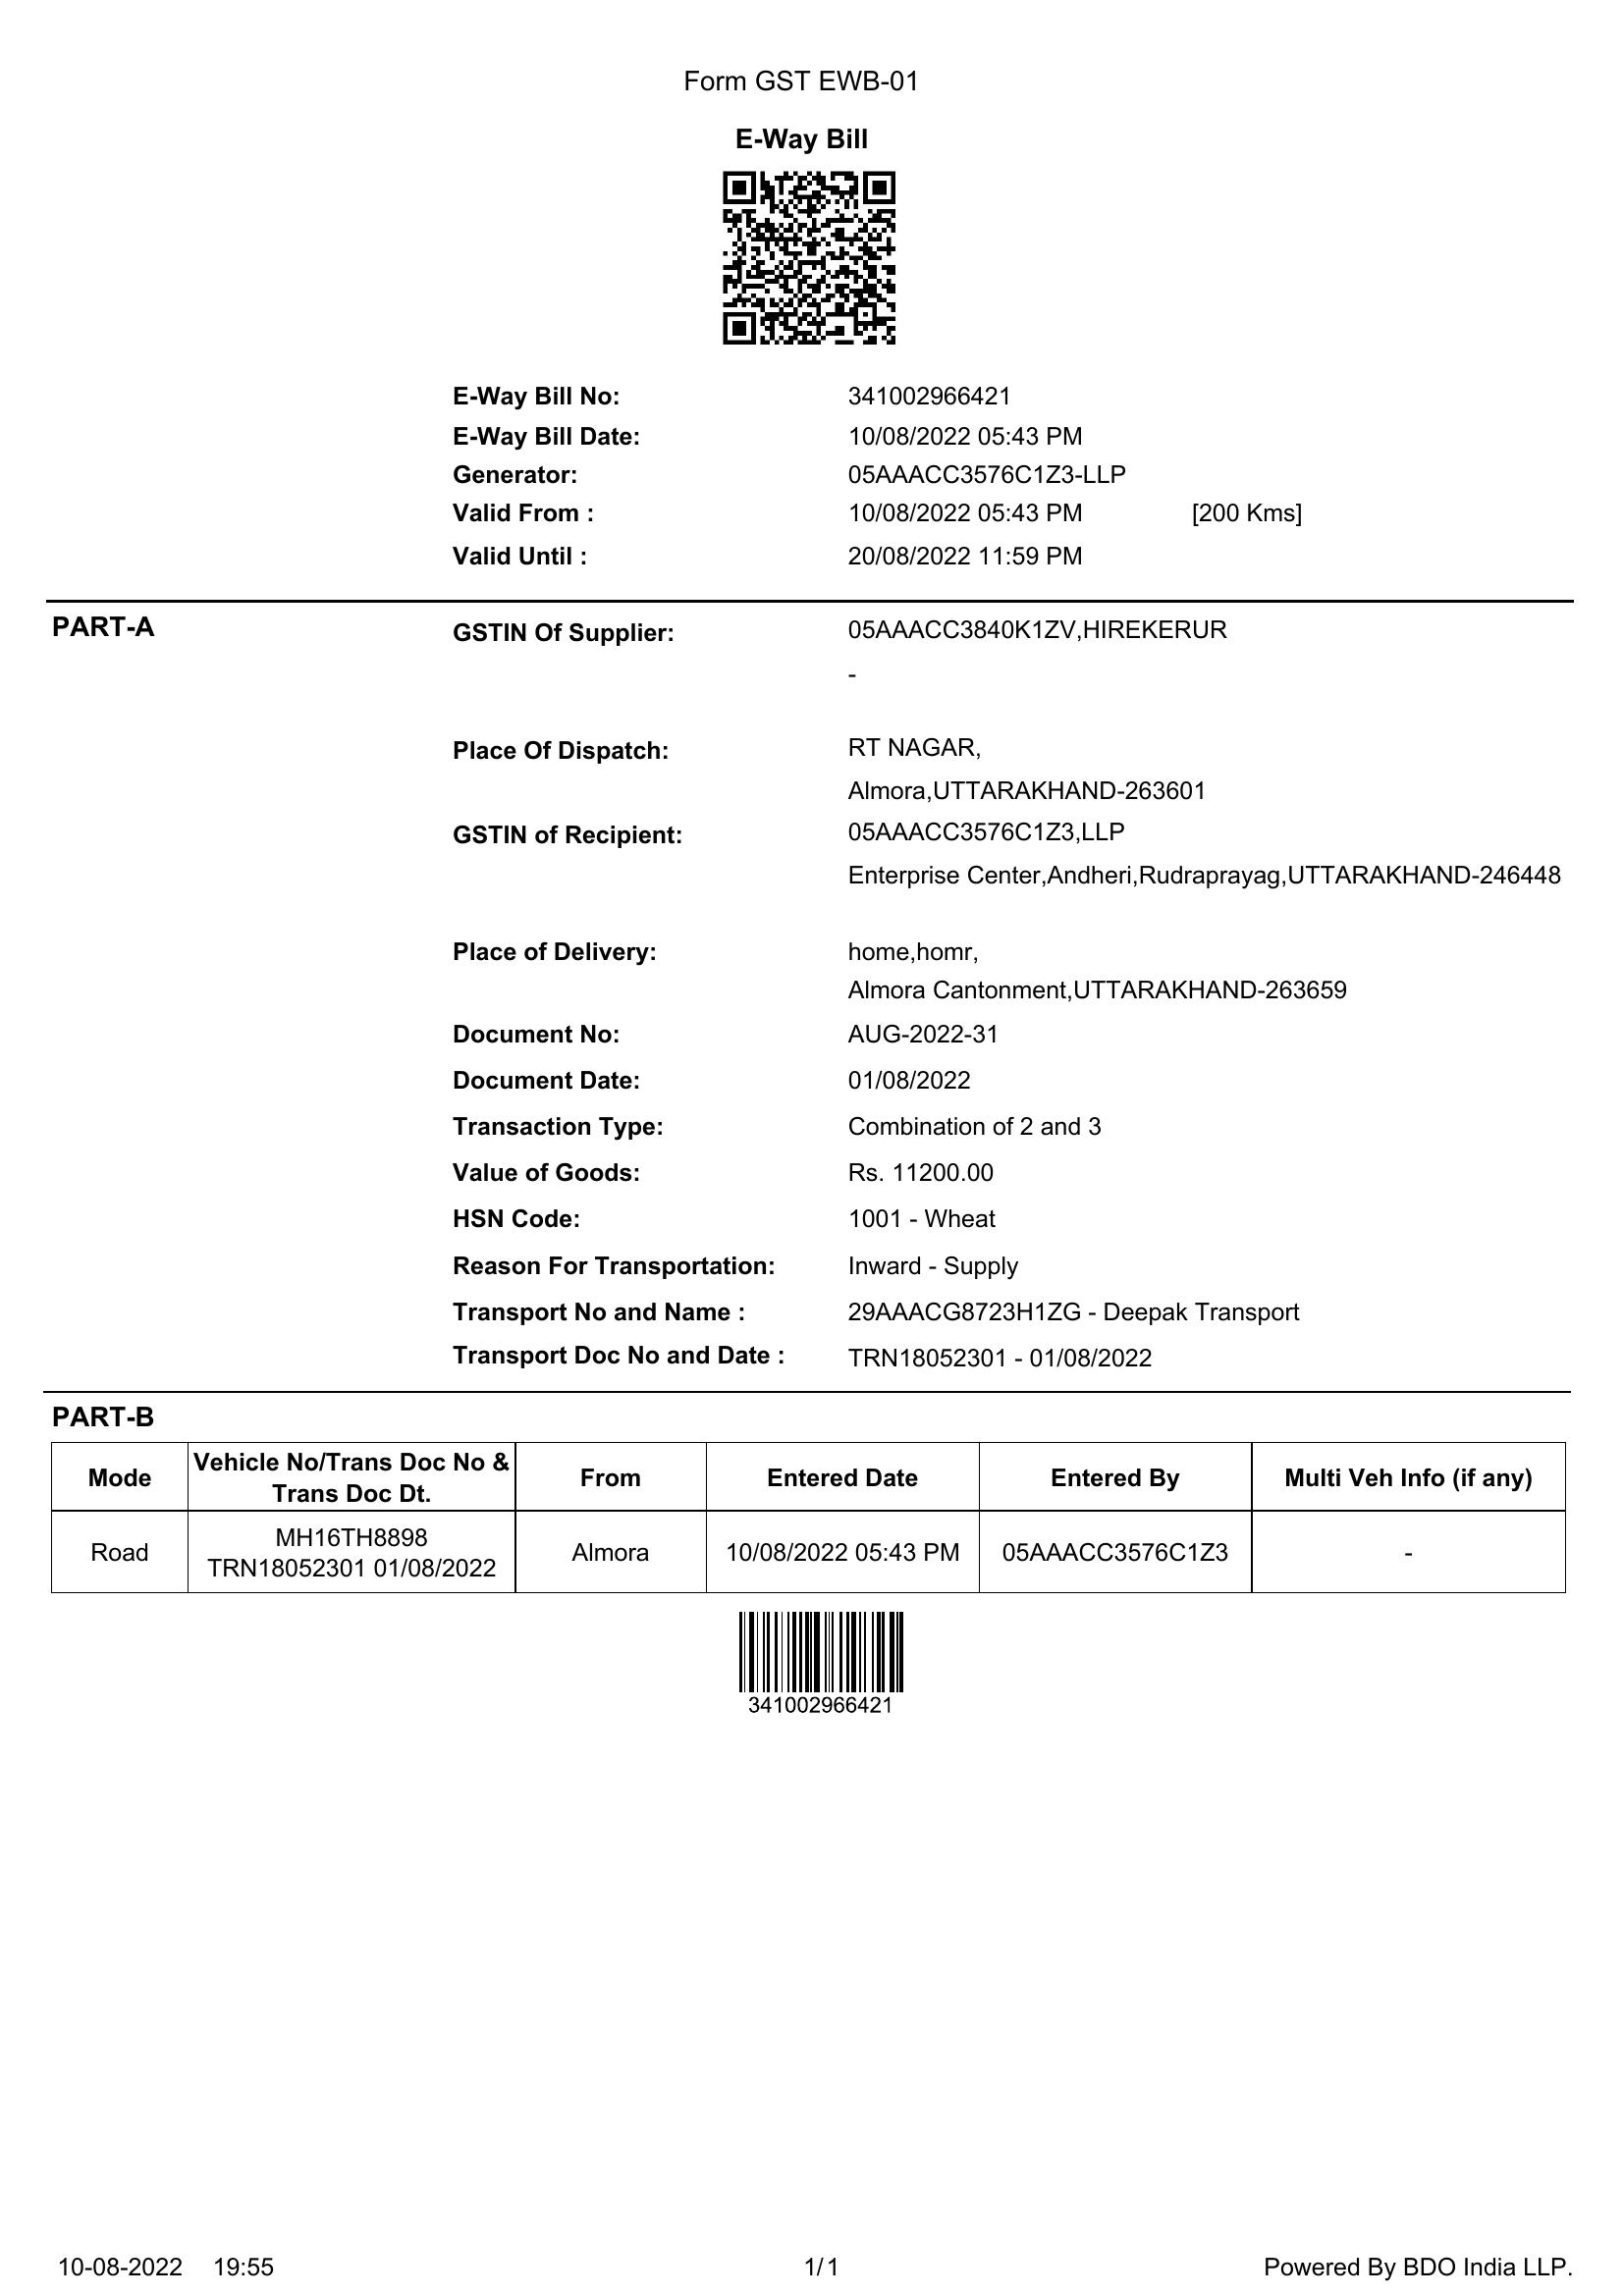 Form GST EWB-01
E-Way Bill
E-Way Bill No: 341002966421
E-Way Bill Date: 10/08/2022 05:43 PM
Generator: 05AAACC3576C1Z3-LLP
Valid From : 10/08/2022 05:43 PM [200 Kms]
Valid Until : 20/08/2022 11:59 PM
PART-A
GSTIN Of Supplier: 05AAACC3840K1ZV,HIREKERUR
-
Place Of Dispatch: RT NAGAR,
Almora,UTTARAKHAND-263601
GSTIN of Recipient: 05AAACC3576C1Z3,LLP
Enterprise Center,Andheri,Rudraprayag,UTTARAKHAND-246448
Place of Delivery: home,homr,
Almora Cantonment,UTTARAKHAND-263659
Document No: AUG-2022-31
Document Date: 01/08/2022
Transaction Type: Combination of 2 and 3
Value of Goods: Rs. 11200.00
HSN Code: 1001 - Wheat
Reason For Transportation: Inward - Supply
Transport No and Name : 29AAACG8723H1ZG - Deepak Transport
Transport Doc No and Date : TRN18052301 - 01/08/2022
PART-B
Mode
Vehicle No/Trans Doc No &
Trans Doc Dt.
From
Entered Date
Entered By
Multi Veh Info (if any)
Road
MH16TH8898
TRN18052301 01/08/2022
Almora
10/08/2022 05:43 PM
05AAACC3576C1Z3
-
341002966421
10-08-2022 19:55
1/1
Powered By BDO India LLP.